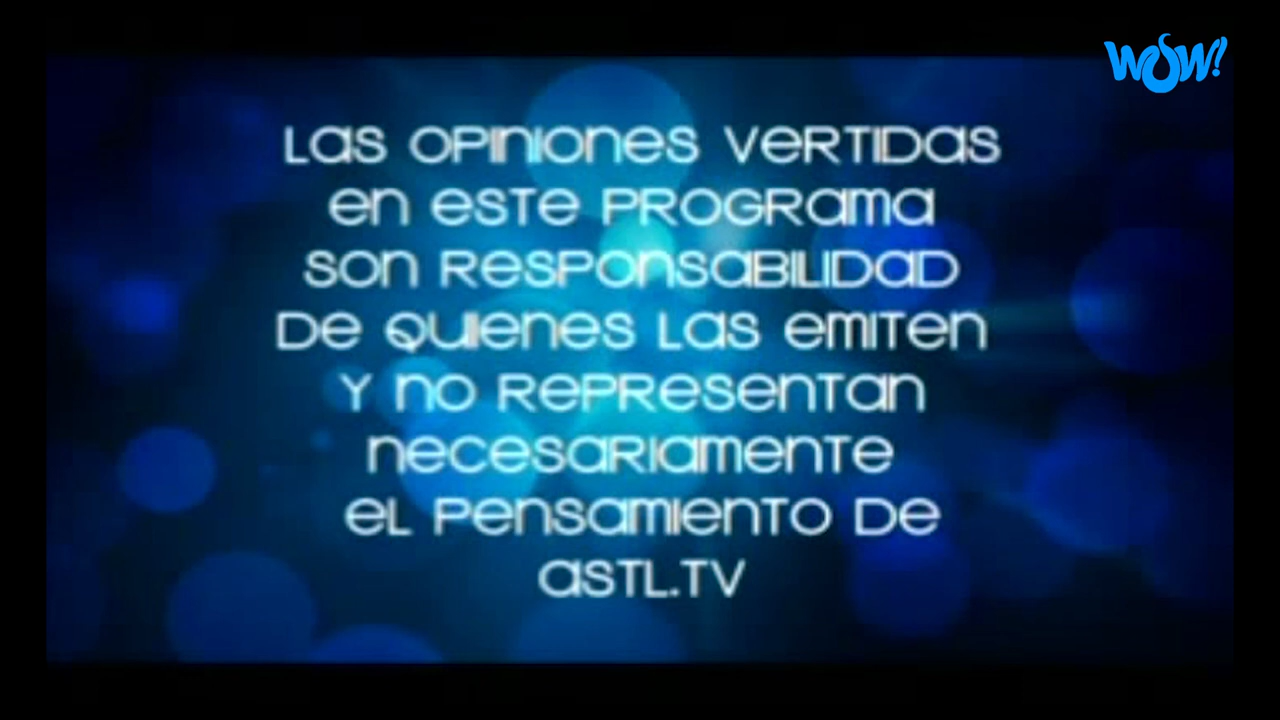 WOW!
Las OPINIONES VERTIDAS
EN ESTE PROGRAMA
SON RESPONSABILIDAD
DE QUIENES LAS EMITEN
Y NO REPRESENTAN
NECESARIAMENTE
EL PENSAMIENTO DE
ASTL.TV